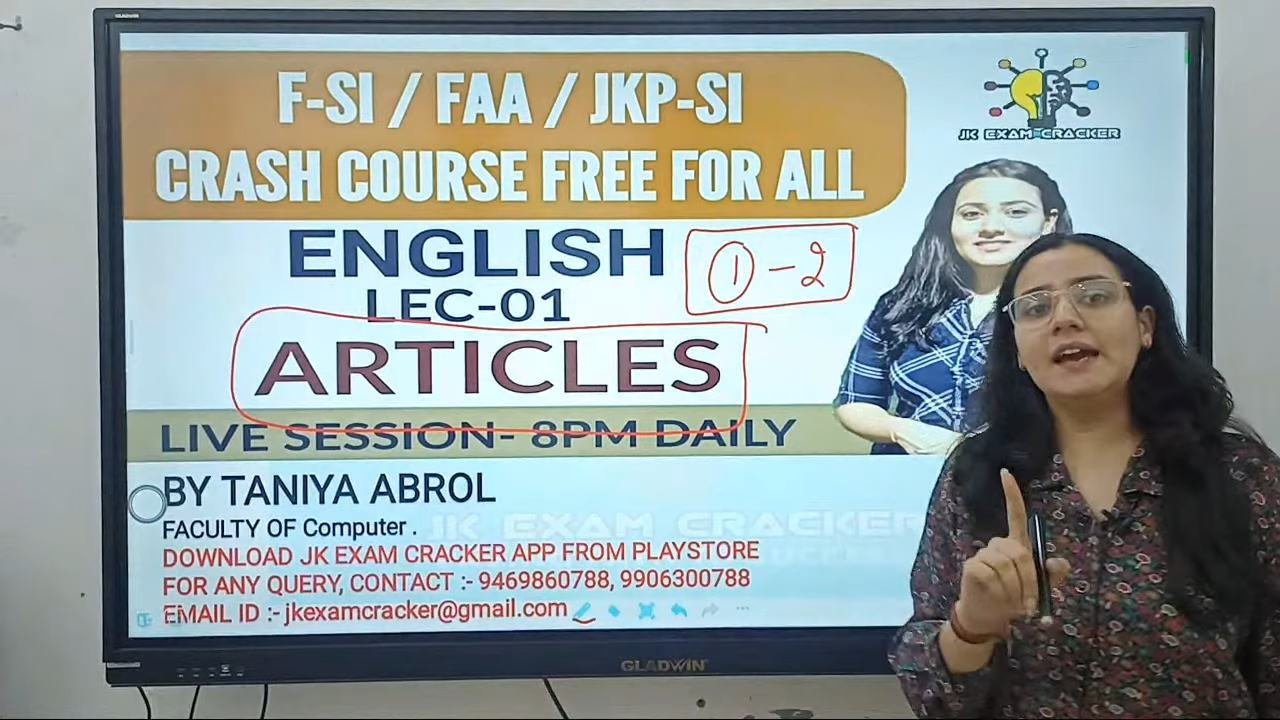 GLADWIN
F-SI / FAA / JKP-SI
CRASH COURSE FREE FOR ALL
JK EXAM CRACKER
ENGLISH
1 - 2
LEC-01
ARTICLES
LIVE SESSION- 8PM DAILY
BY TANIYA ABROL
FACULTY OF Computer .
JK EXAM CRACKER
DOWNLOAD JK EXAM CRACKER APP FROM PLAYSTORE
FOR ANY QUERY, CONTACT :- 9469860788, 9906300788
EMAIL ID :- jkexamcracker@gmail.com
GLADWIN